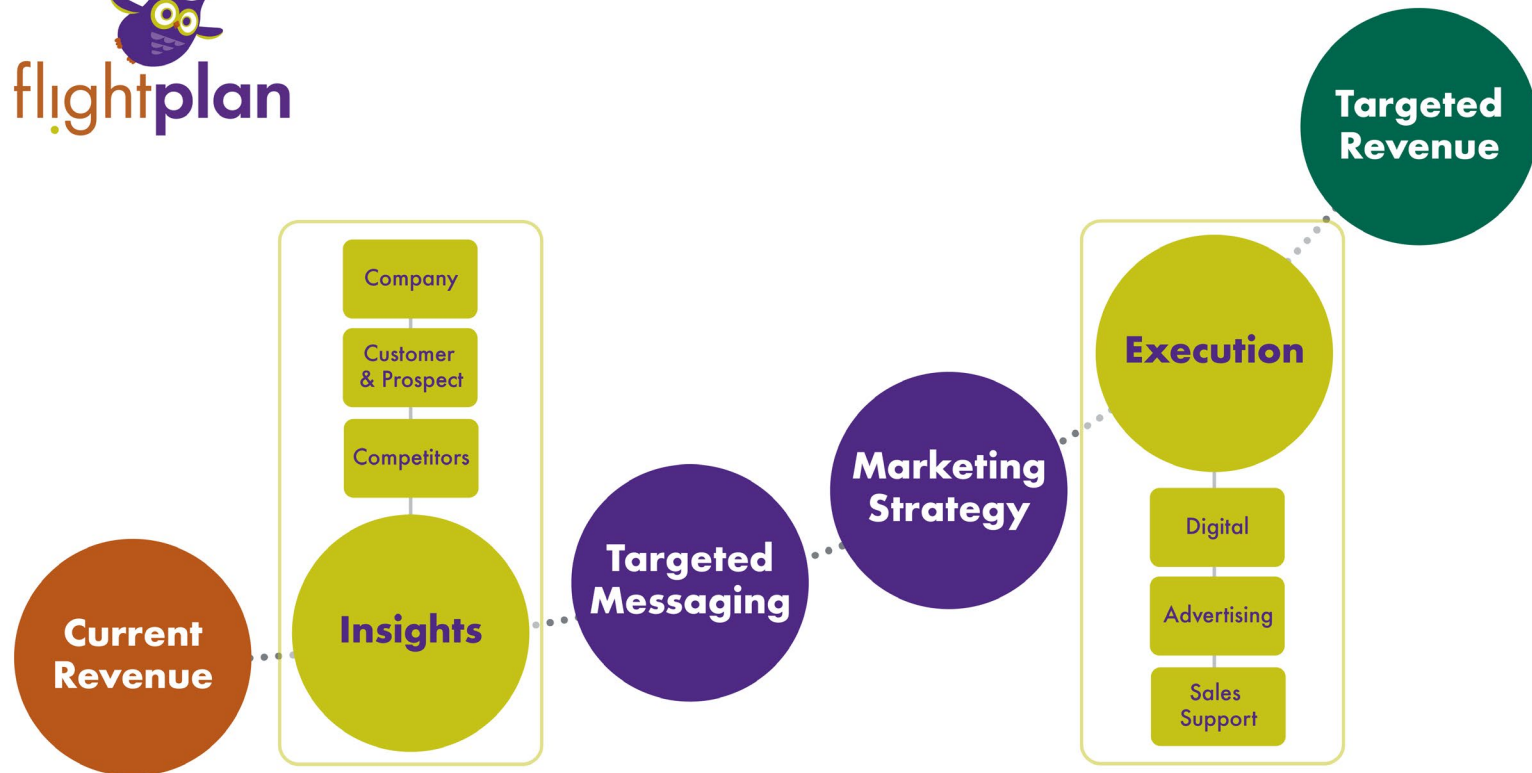 flightplan
Current
Revenue
Company
Customer
& Prospect
Competitors
Insights
Targeted
Messaging
Marketing
Strategy
Execution
Digital
Advertising
Sales
Support
Targeted
Revenue